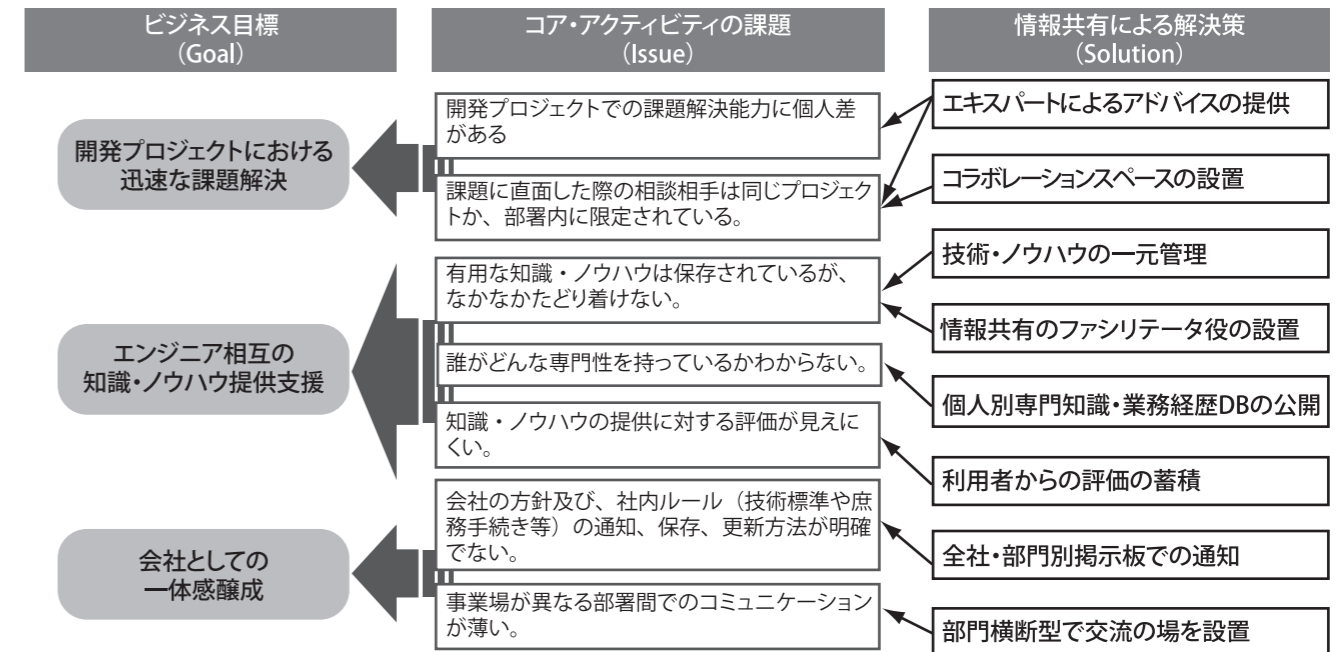 ビジネス目標
（Goal）
コア・アクティビティの課題
（Issue）
情報共有による解決策
（Solution）
開発プロジェクトにおける
迅速な課題解決
開発プロジェクトでの課題解決能力に個人差
がある
課題に直面した際の相談相手は同じプロジェク
トか、部署内に限定されている。
エキスパートによるアドバイスの提供
コラボレーションスペースの設置
エンジニア相互の
知識・ノウハウ提供支援
有用な知識・ノウハウは保存されているが、
なかなかたどり着けない。
誰がどんな専門性を持っているかわからない。
知識・ノウハウの提供に対する評価が見えに
くい。
技術・ノウハウの一元管理
情報共有のファシリテータ役の設置
個人別専門知識・業務経歴DBの公開
利用者からの評価の蓄積
会社としての
一体感醸成
会社の方針及び、社内ルール（技術標準や庶
務手続き等）の通知、保存、更新方法が明確
でない。
事業場が異なる部署間でのコミュニケーション
が薄い。
全社・部門別掲示板での通知
部門横断型で交流の場を設置